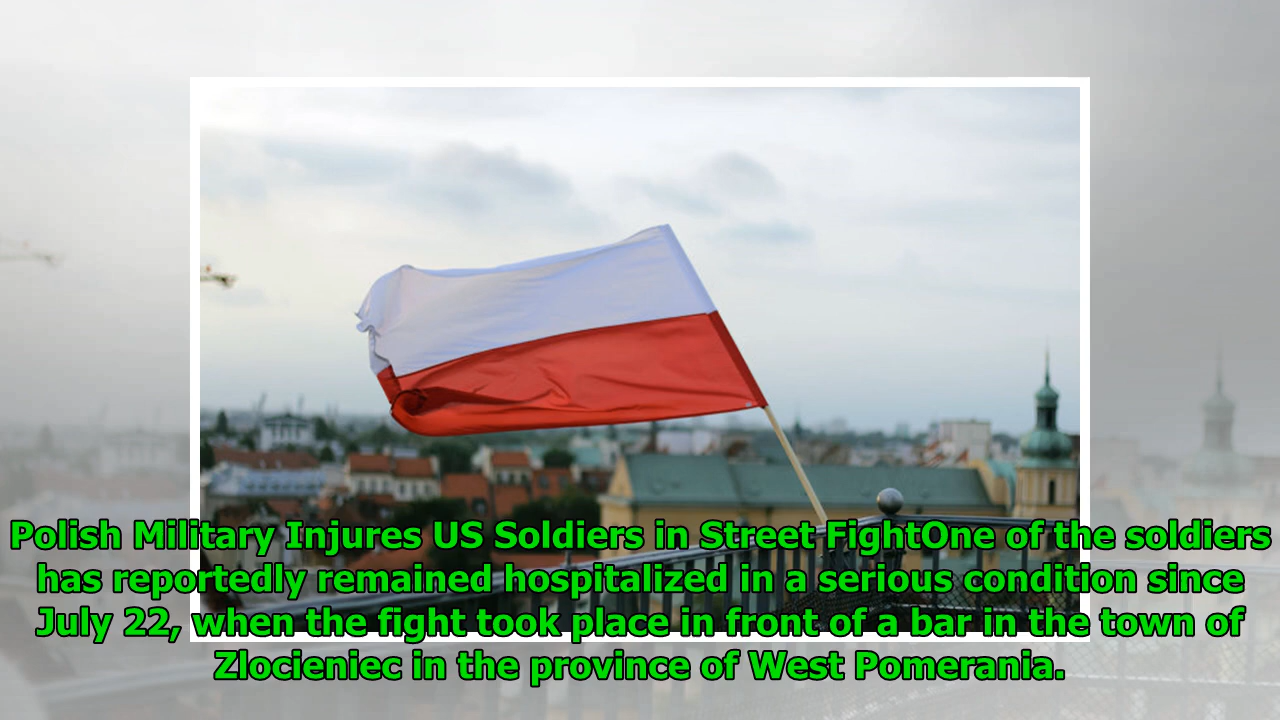 Polish Military Injures US Soldiers in Street FightOne of the soldiers
has reportedly remained hospitalized in a serious condition since
July 22, when the fight took place in front of a bar in the town of
Zlocieniec in the province of West Pomerania.